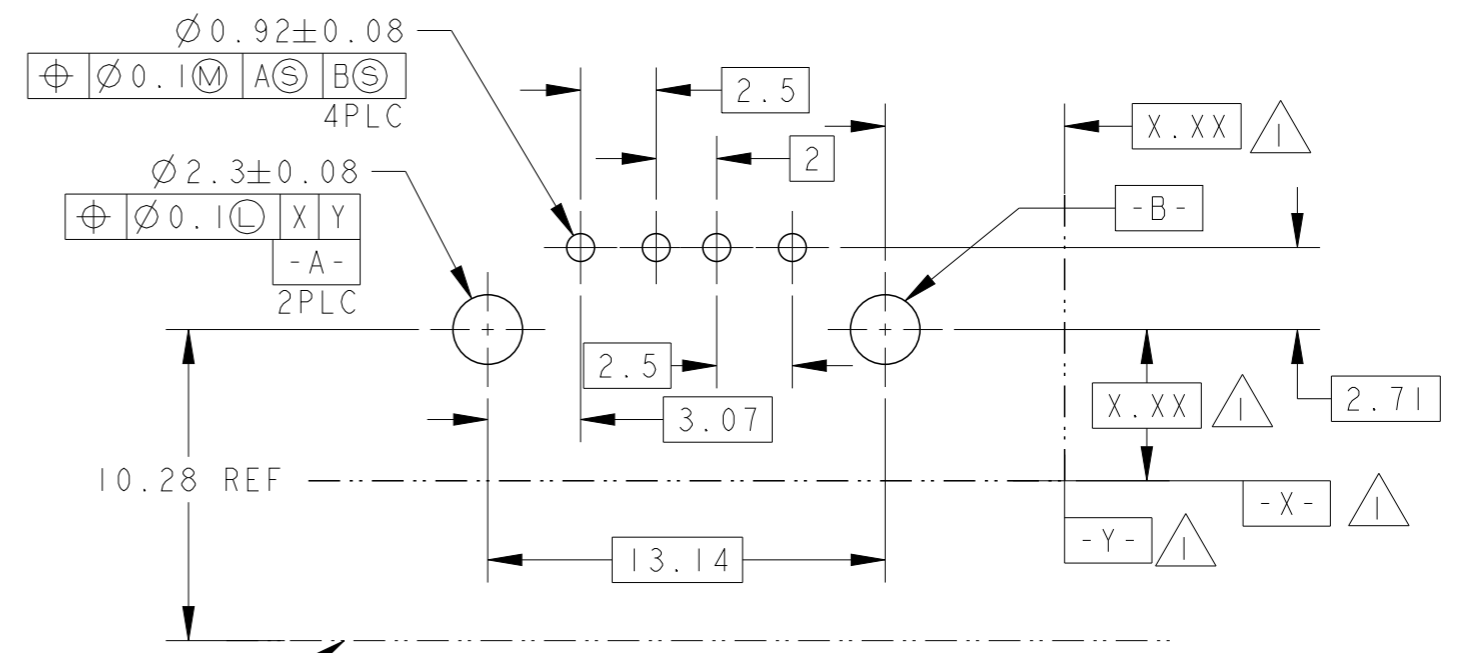 Ø0.92±0.08
⌖ Ø0.1Ⓜ AⓈ BⓈ
4PLC
2.5
X.XX 1
2
Ø2.3±0.08
⌖ Ø0.1Ⓛ X Y
-A-
2PLC
-B-
2.5
3.07
X.XX 1
2.71
10.28 REF
-X- 1
-Y- 1
13.14